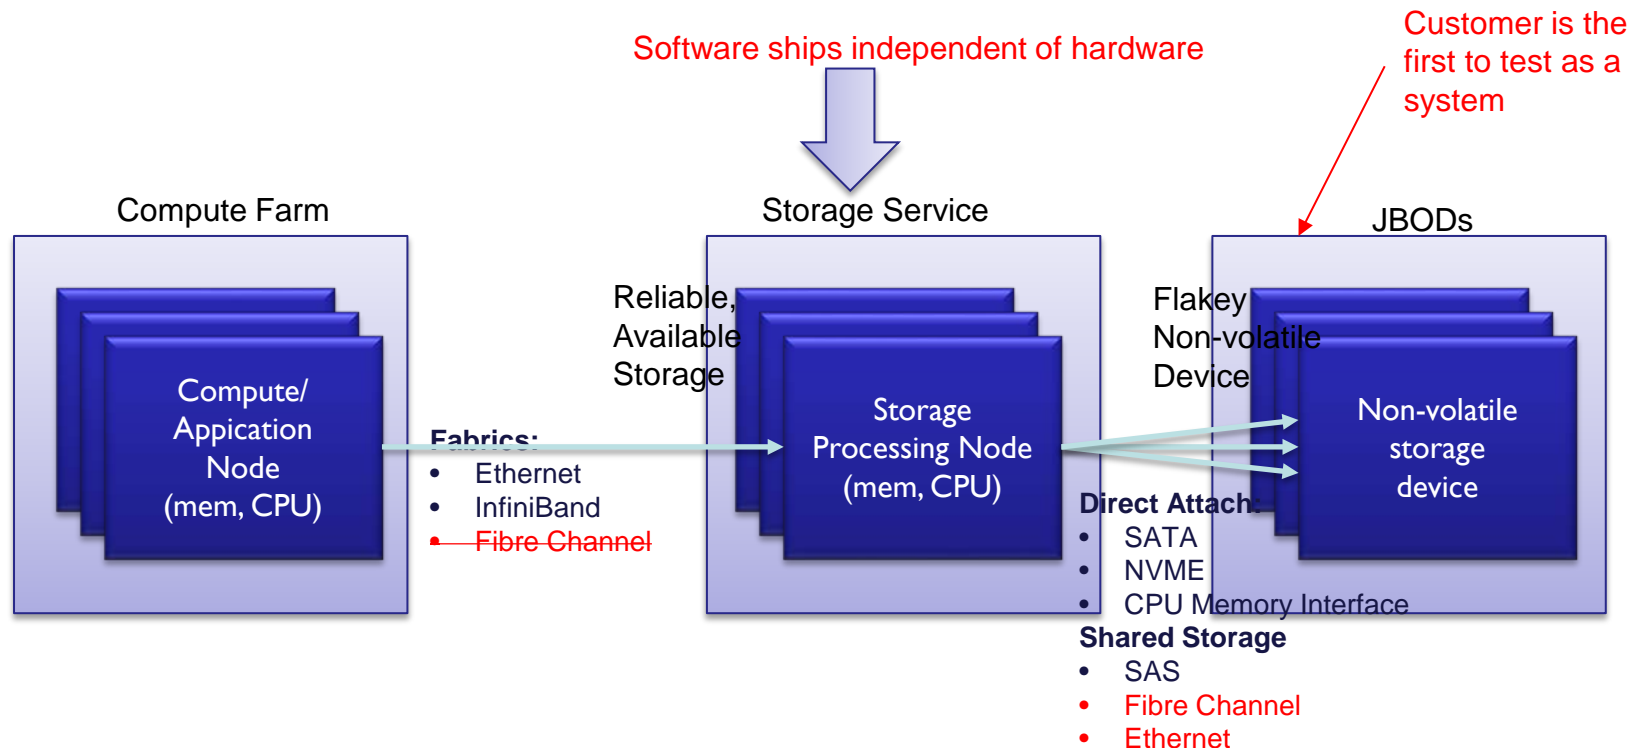 Software ships independent of hardware
Customer is the
first to test as a
system
Compute Farm
Storage Service
JBODs
Compute/
Appication
Node
(mem, CPU)
Fabrics:
• Ethernet
• InfiniBand
• Fibre Channel
Reliable,
Available
Storage
Storage
Processing Node
(mem, CPU)
Flakey
Non-volatile
Device
Non-volatile
storage
device
Direct Attach:
• SATA
• NVME
• CPU Memory Interface
Shared Storage
• SAS
• Fibre Channel
• Ethernet